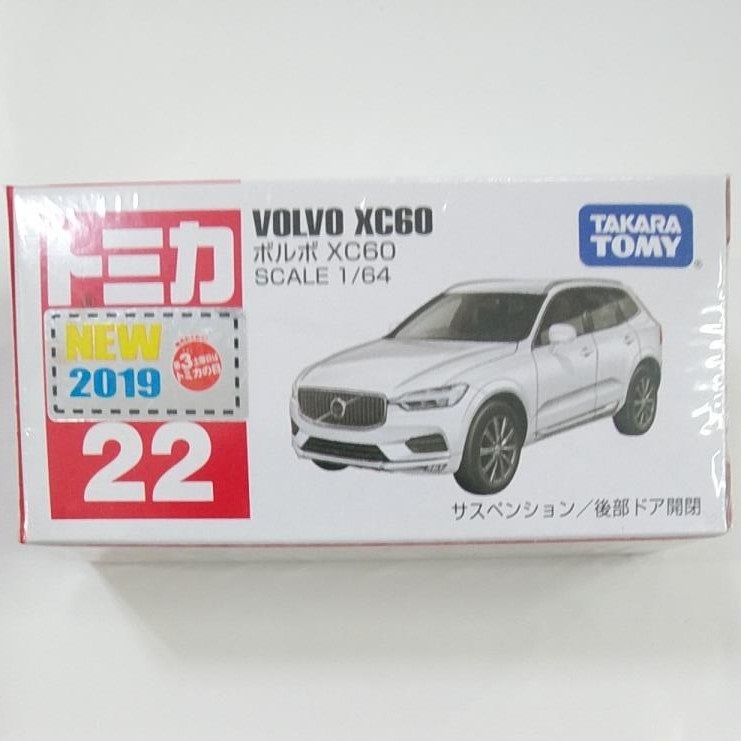 トミカ
VOLVO XC60
ボルボ XC60
SCALE 1/64
TAKARA
TOMY
®
NEW
2019
第3土曜日は
トミカの日
22
サスペンション/後部ドア開閉